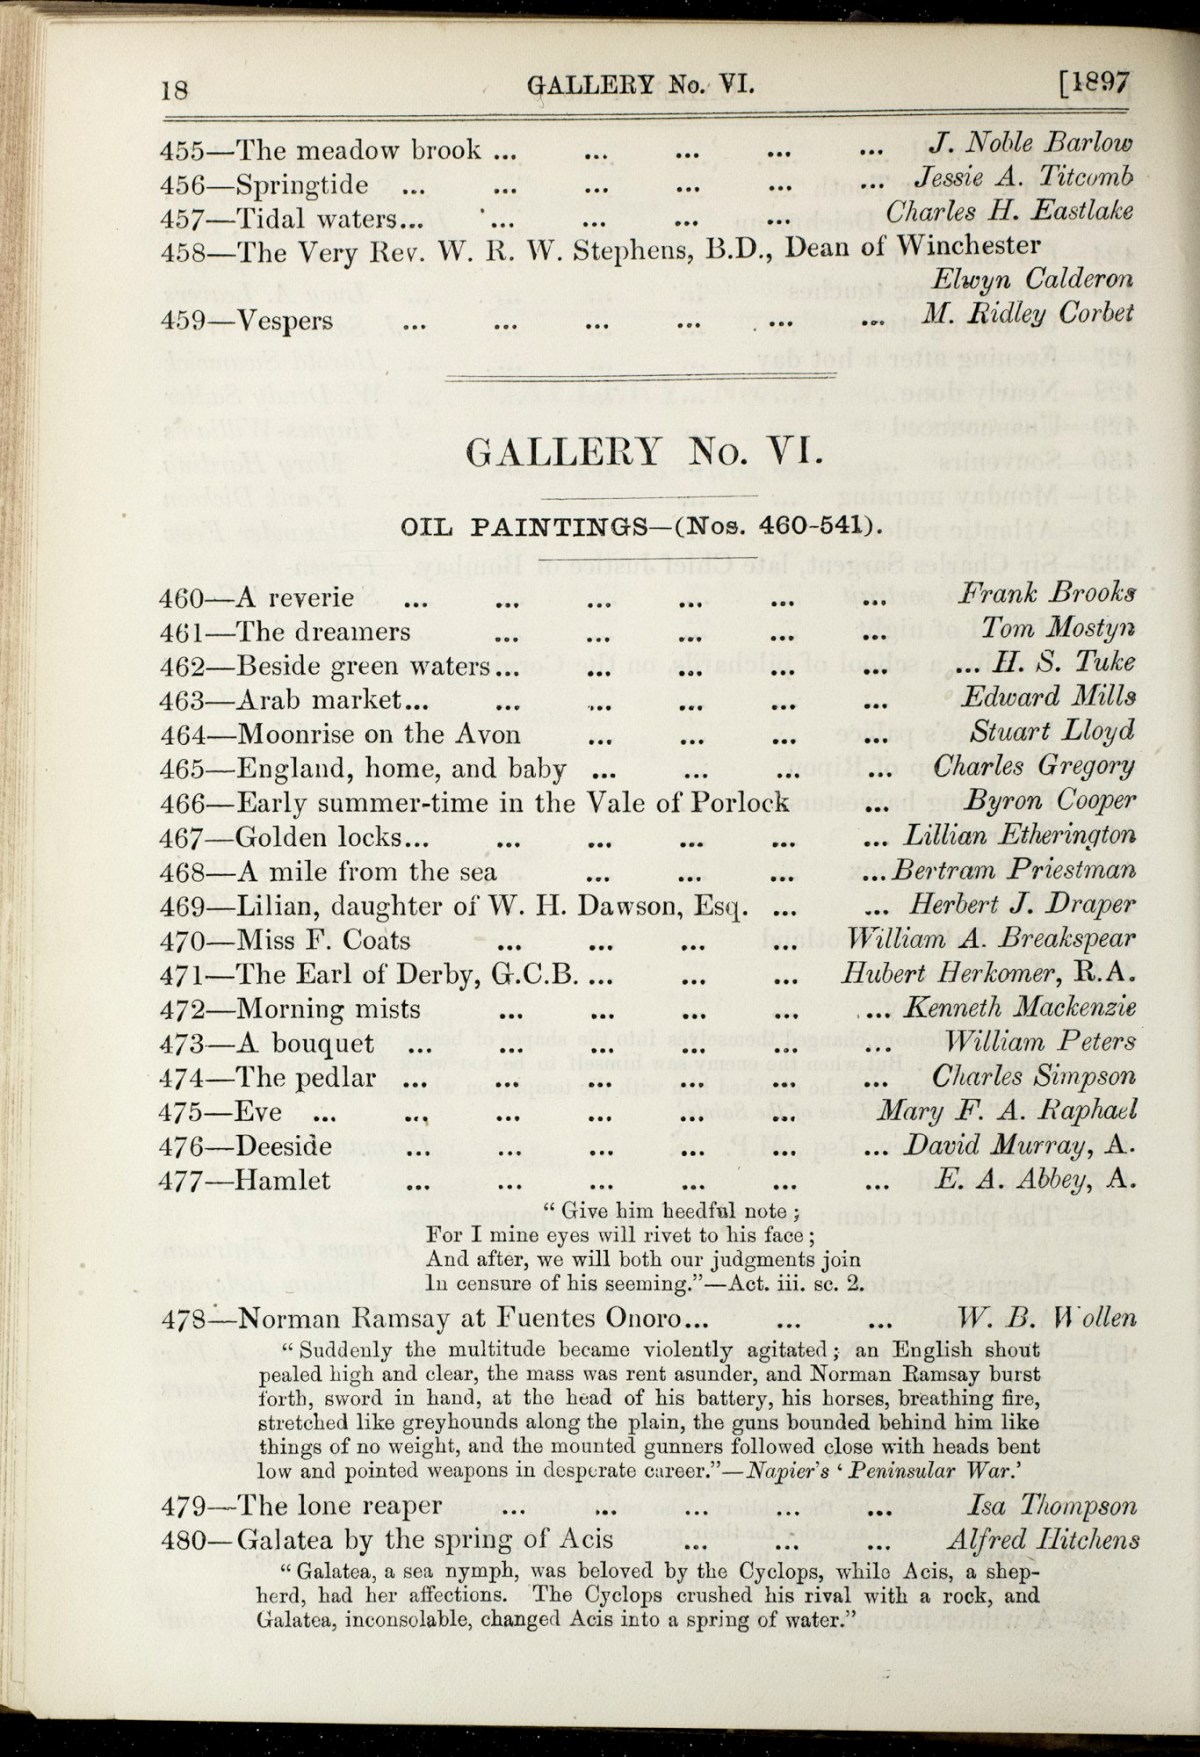 18 GALLERY No. VI. [1897
455—The meadow brook ... ... ... ... ... J. Noble Barlow
456—Springtide ... ... ... ... ... ... Jessie A. Titcomb
457—Tidal waters... ... ... ... ... Charles H. Eastlake
458—The Very Rev. W. R. W. Stephens, B.D., Dean of Winchester
Elwyn Calderon
459—Vespers ... ... ... ... ... ... M. Ridley Corbet
GALLERY No. VI.
OIL PAINTINGS—(Nos. 460-541).
460—A reverie ... ... ... ... ... ... Frank Brooks
461—The dreamers ... ... ... ... ... Tom Mostyn
462—Beside green waters... ... ... ... ... ... H. S. Tuke
463—Arab market... ... ... ... ... ... Edward Mills
464—Moonrise on the Avon ... ... ... ... Stuart Lloyd
465—England, home, and baby ... ... ... ... Charles Gregory
466—Early summer-time in the Vale of Porlock ... Byron Cooper
467—Golden locks... ... ... ... ... ... Lillian Etherington
468—A mile from the sea ... ... ... ... Bertram Priestman
469—Lilian, daughter of W. H. Dawson, Esq. ... ... Herbert J. Draper
470—Miss F. Coats ... ... ... ... William A. Breakspear
471—The Earl of Derby, G.C.B. ... ... ... Hubert Herkomer, R.A.
472—Morning mists ... ... ... ... ... Kenneth Mackenzie
473—A bouquet ... ... ... ... ... ... William Peters
474—The pedlar ... ... ... ... ... ... Charles Simpson
475—Eve ... ... ... ... ... ... Mary F. A. Raphael
476—Deeside ... ... ... ... ... ... David Murray, A.
477—Hamlet ... ... ... ... ... ... E. A. Abbey, A.
“Give him heedful note;
For I mine eyes will rivet to his face;
And after, we will both our judgments join
In censure of his seeming.”—Act. iii. sc. 2.
478—Norman Ramsay at Fuentes Onoro... ... ... W. B. Wollen
“Suddenly the multitude became violently agitated; an English shout
pealed high and clear, the mass was rent asunder, and Norman Ramsay burst
forth, sword in hand, at the head of his battery, his horses, breathing fire,
stretched like greyhounds along the plain, the guns bounded behind him like
things of no weight, and the mounted gunners followed close with heads bent
low and pointed weapons in desperate career.”—Napier's ‘Peninsular War.’
479—The lone reaper ... ... ... ... ... Isa Thompson
480—Galatea by the spring of Acis ... ... ... Alfred Hitchens
“Galatea, a sea nymph, was beloved by the Cyclops, while Acis, a shep-
herd, had her affections. The Cyclops crushed his rival with a rock, and
Galatea, inconsolable, changed Acis into a spring of water.”